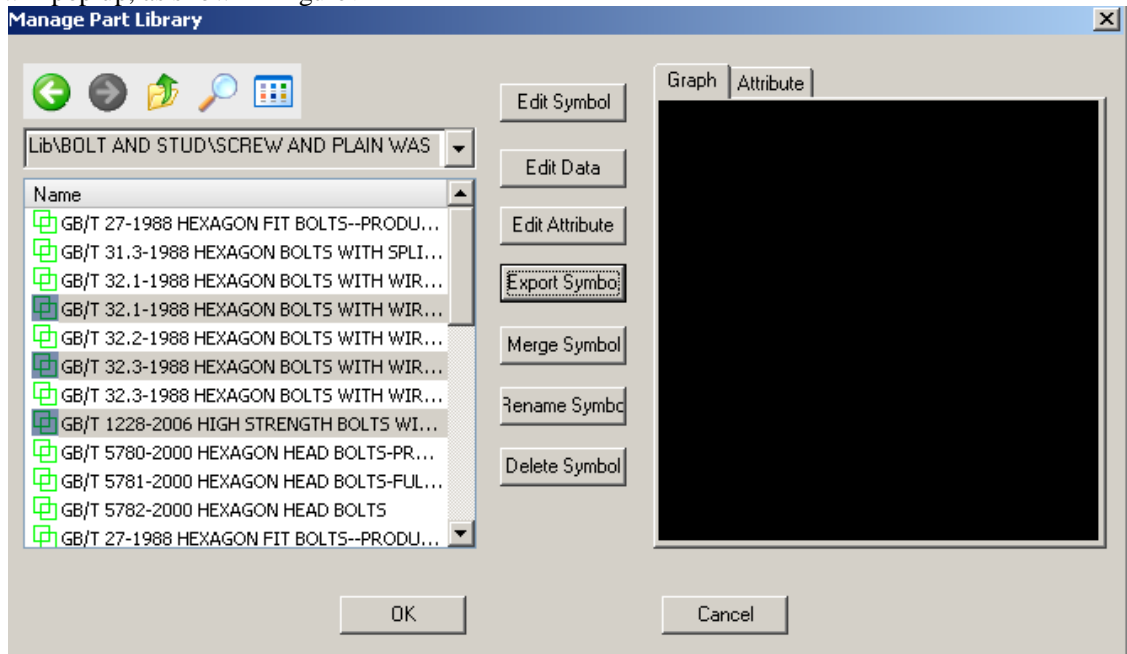 Manage Part Library
Lib\BOLT AND STUD\SCREW AND PLAIN WAS
Name
GB/T 27-1988 HEXAGON FIT BOLTS--PRODU...
GB/T 31.3-1988 HEXAGON BOLTS WITH SPLI...
GB/T 32.1-1988 HEXAGON BOLTS WITH WIR...
GB/T 32.1-1988 HEXAGON BOLTS WITH WIR...
GB/T 32.2-1988 HEXAGON BOLTS WITH WIR...
GB/T 32.3-1988 HEXAGON BOLTS WITH WIR...
GB/T 32.3-1988 HEXAGON BOLTS WITH WIR...
GB/T 1228-2006 HIGH STRENGTH BOLTS WI...
GB/T 5780-2000 HEXAGON HEAD BOLTS-PR...
GB/T 5781-2000 HEXAGON HEAD BOLTS-FUL...
GB/T 5782-2000 HEXAGON HEAD BOLTS
GB/T 27-1988 HEXAGON FIT BOLTS--PRODU...
Edit Symbol
Edit Data
Edit Attribute
Export Symbol
Merge Symbol
Rename Symbo
Delete Symbol
Graph
Attribute
OK
Cancel